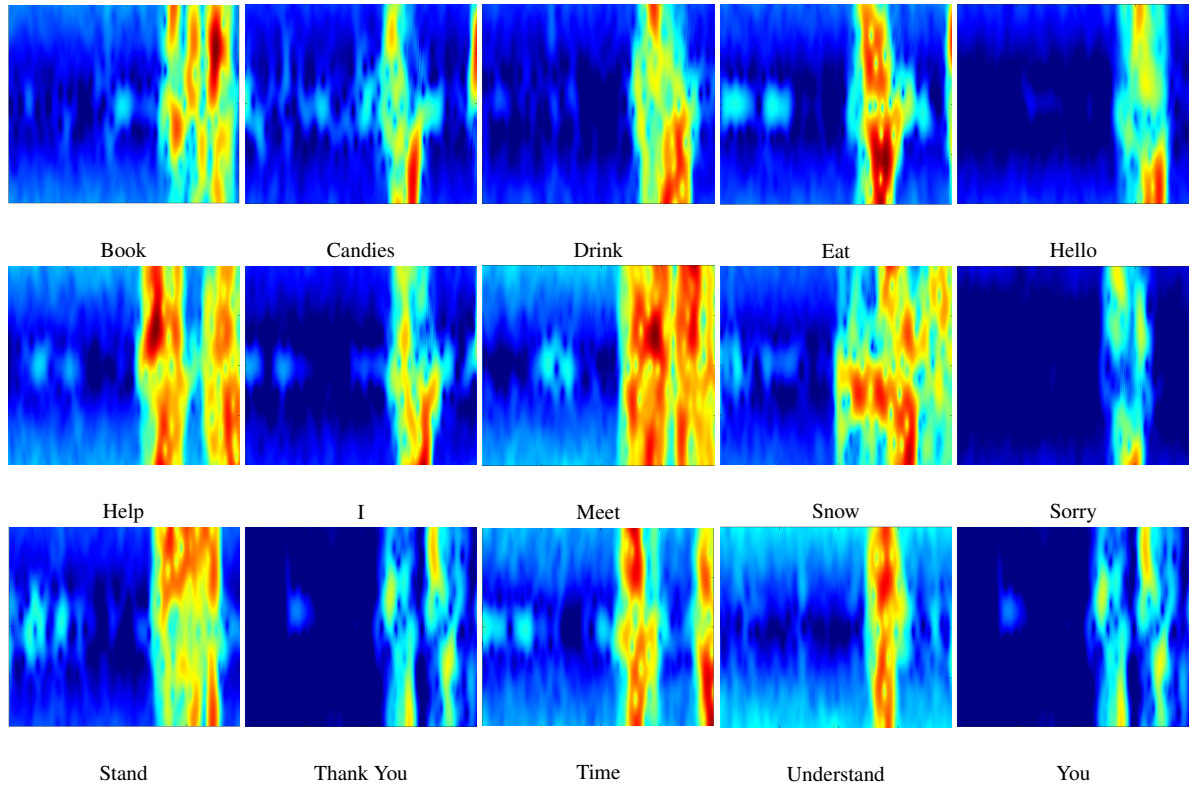 Book Candies Drink Eat Hello
Help I Meet Snow Sorry
Stand Thank You Time Understand You